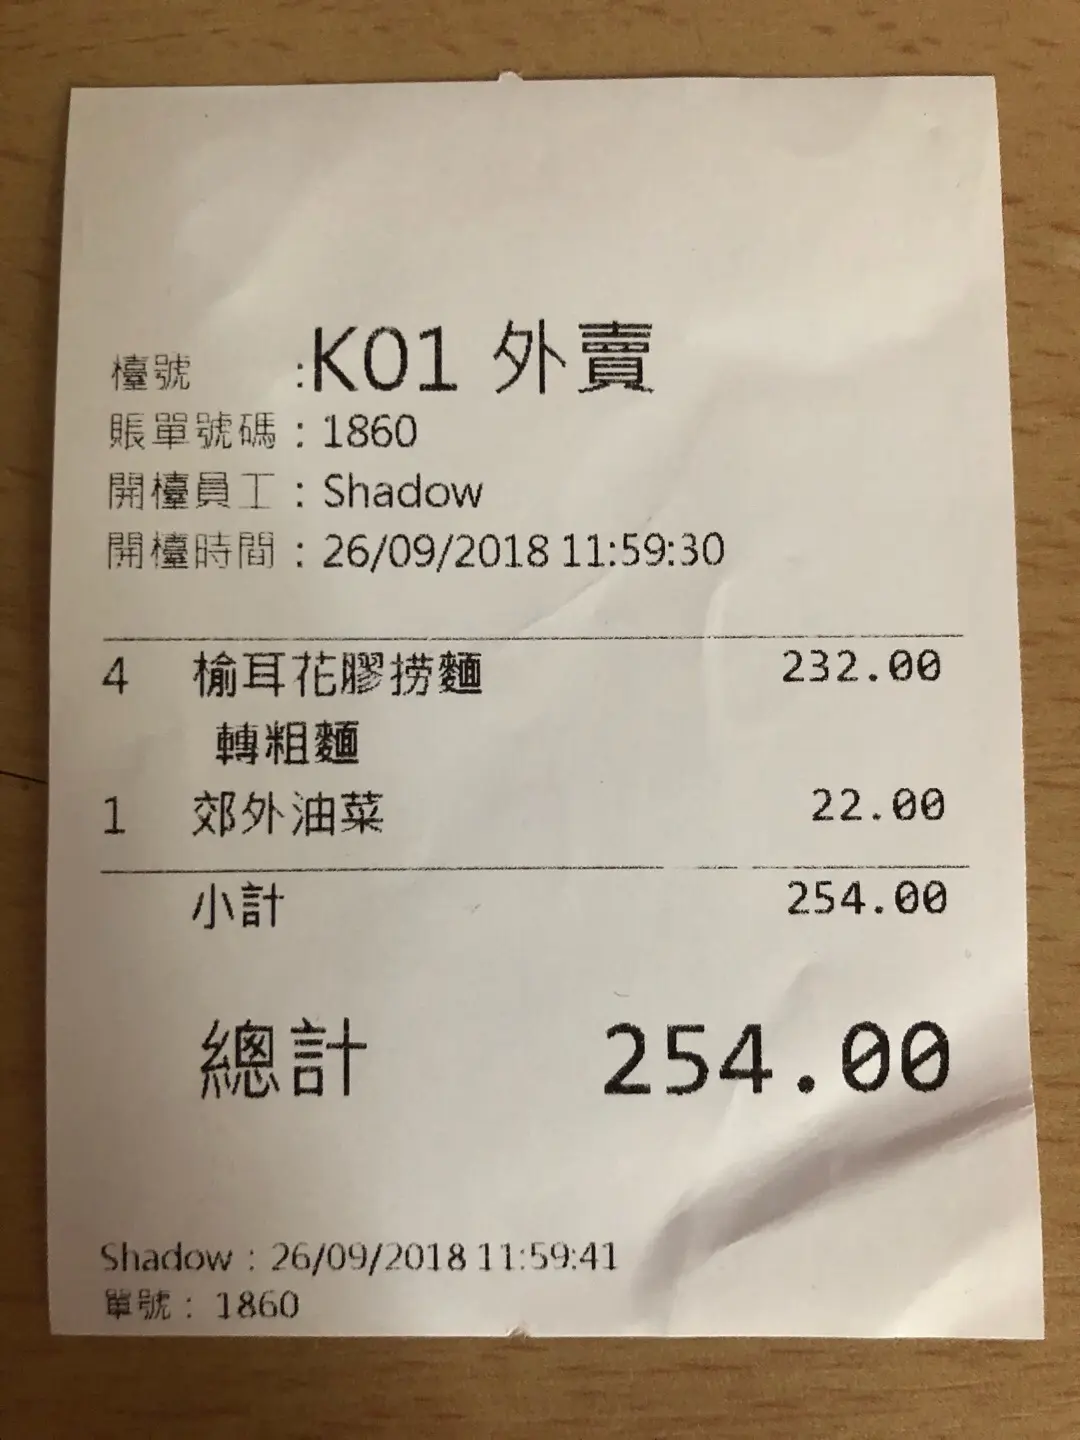 檯號 :K01 外賣
賬單號碼 : 1860
開檯員工 : Shadow
開檯時間 : 26/09/2018 11:59:30
4 榆耳花膠撈麵 232.00
轉粗麵
1 郊外油菜 22.00
小計 254.00
總計 254.00
Shadow : 26/09/2018 11:59:41
單號 : 1860